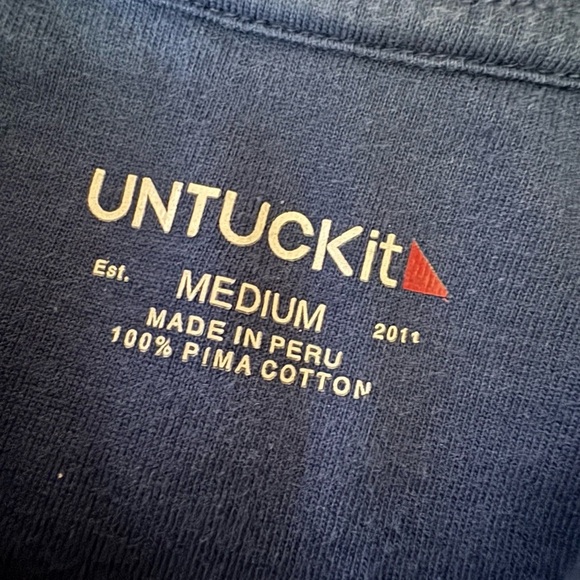 UNTUCKit
Est. MEDIUM 2011
MADE IN PERU
100% PIMA COTTON